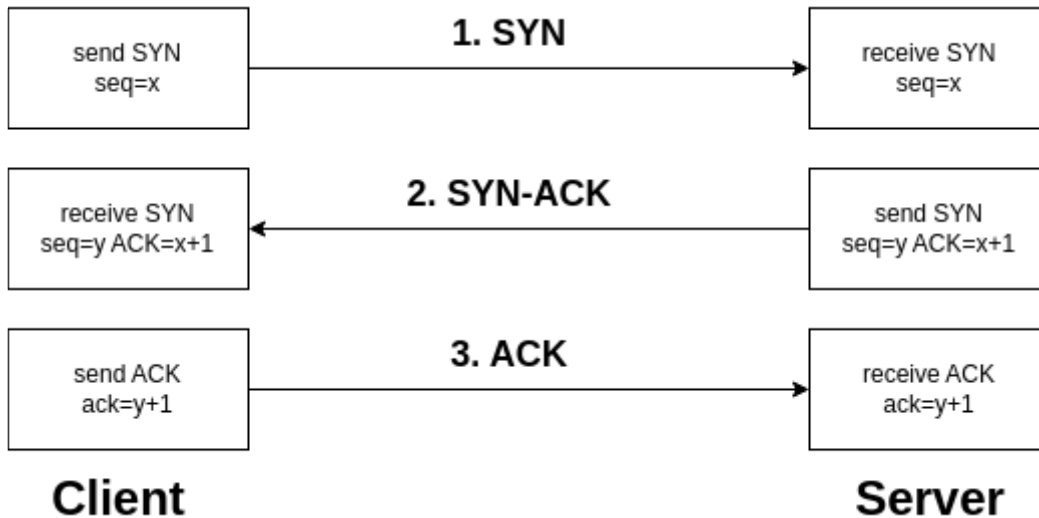 send SYN
seq=x
1. SYN
receive SYN
seq=x
receive SYN
seq=y ACK=x+1
2. SYN-ACK
send SYN
seq=y ACK=x+1
send ACK
ack=y+1
3. ACK
receive ACK
ack=y+1
Client
Server